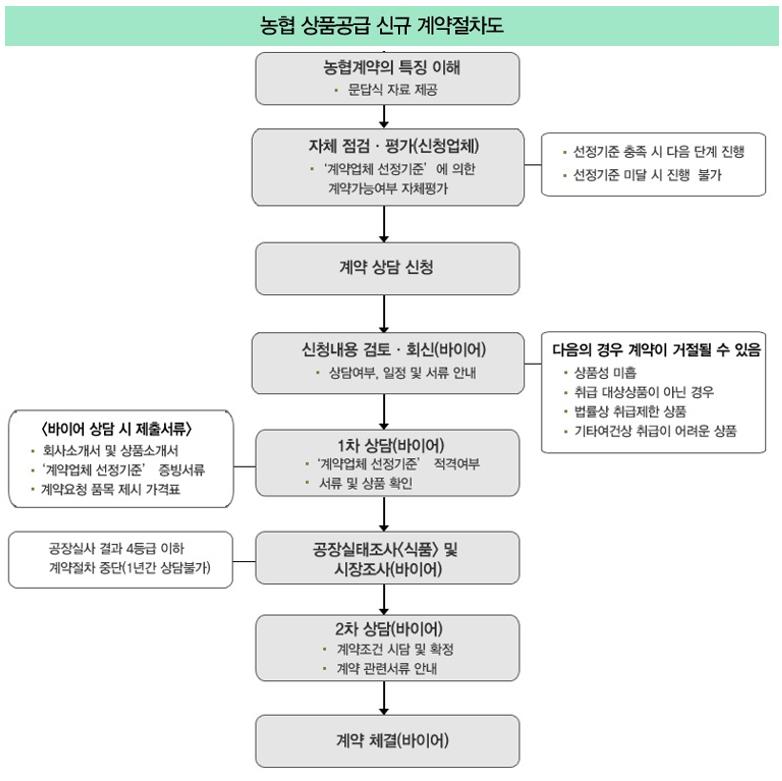 농협 상품공급 신규 계약절차도
농협계약의 특징 이해
• 문답식 자료 제공
자체 점검 · 평가(신청업체)
• ‘계약업체 선정기준’ 에 의한
계약가능여부 자체평가
• 선정기준 충족 시 다음 단계 진행
• 선정기준 미달 시 진행 불가
계약 상담 신청
신청내용 검토 · 회신(바이어)
• 상담여부, 일정 및 서류 안내
다음의 경우 계약이 거절될 수 있음
• 상품성 미흡
• 취급 대상상품이 아닌 경우
• 법률상 취급제한 상품
• 기타여건상 취급이 어려운 상품
<바이어 상담 시 제출서류>
• 회사소개서 및 상품소개서
• ‘계약업체 선정기준’ 증빙서류
• 계약요청 품목 제시 가격표
1차 상담(바이어)
• ‘계약업체 선정기준’ 적격여부
• 서류 및 상품 확인
공장실사 결과 4등급 이하
계약절차 중단(1년간 상담불가)
공장실태조사<식품> 및
시장조사(바이어)
2차 상담(바이어)
• 계약조건 시담 및 확정
• 계약 관련서류 안내
계약 체결(바이어)